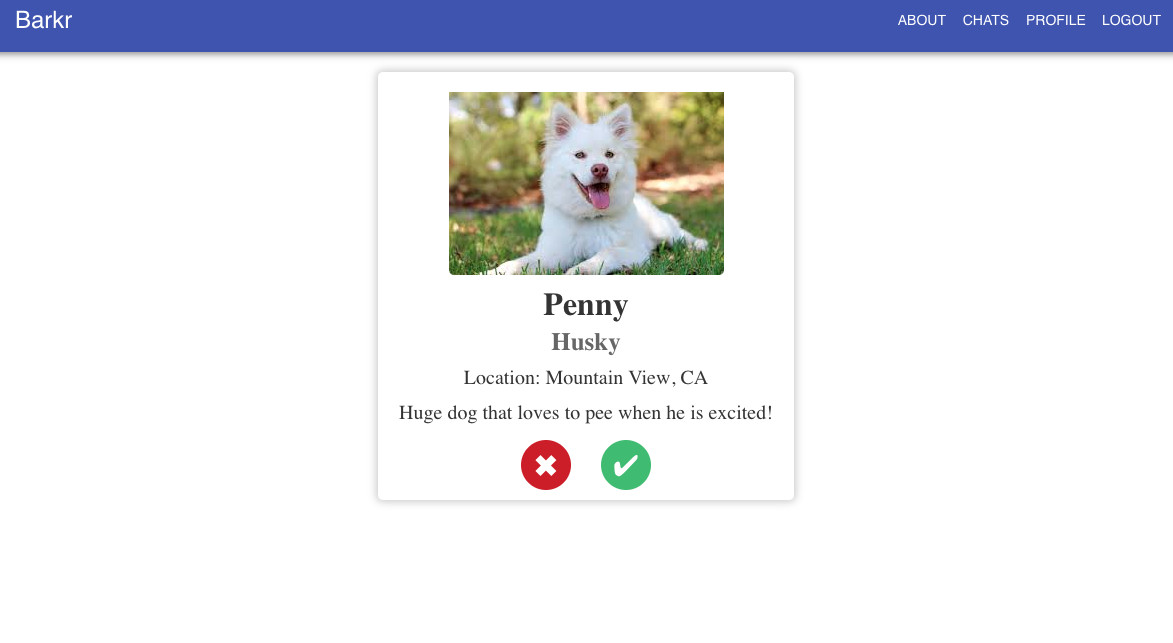 Barkr
ABOUT CHATS PROFILE LOGOUT
Penny
Husky
Location: Mountain View, CA
Huge dog that loves to pee when he is excited!
✖ ✔